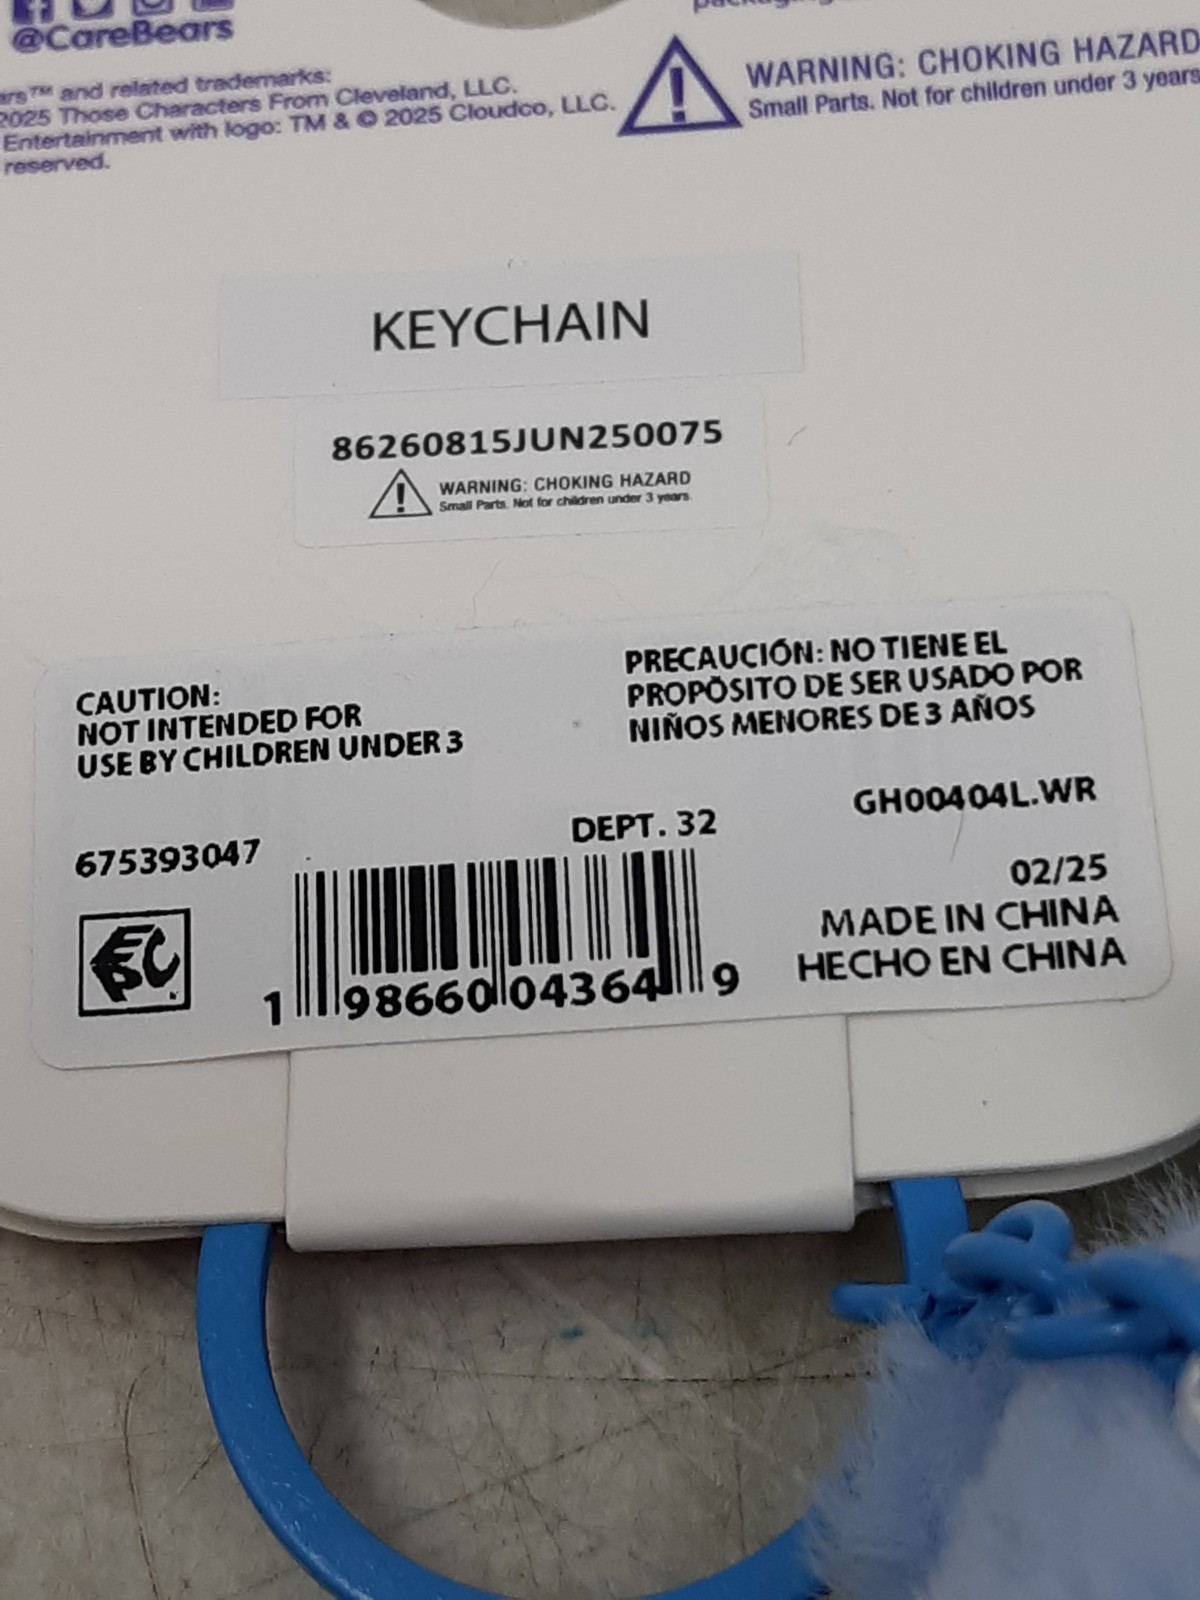 @CareBears
and related trademarks:
2025 Those Characters From Cleveland, LLC.
Entertainment with logo: TM & © 2025 Cloudco, LLC.
reserved.
WARNING: CHOKING HAZARD
Small Parts. Not for children under 3 years
KEYCHAIN
86260815JUN250075
WARNING: CHOKING HAZARD
Small Parts. Not for children under 3 years.
CAUTION:
NOT INTENDED FOR
USE BY CHILDREN UNDER 3
PRECAUCIÓN: NO TIENE EL
PROPÓSITO DE SER USADO POR
NIÑOS MENORES DE 3 AÑOS
GH00404L.WR
DEPT. 32
675393047
02/25
MADE IN CHINA
HECHO EN CHINA
EPC
1 98660 04364 9